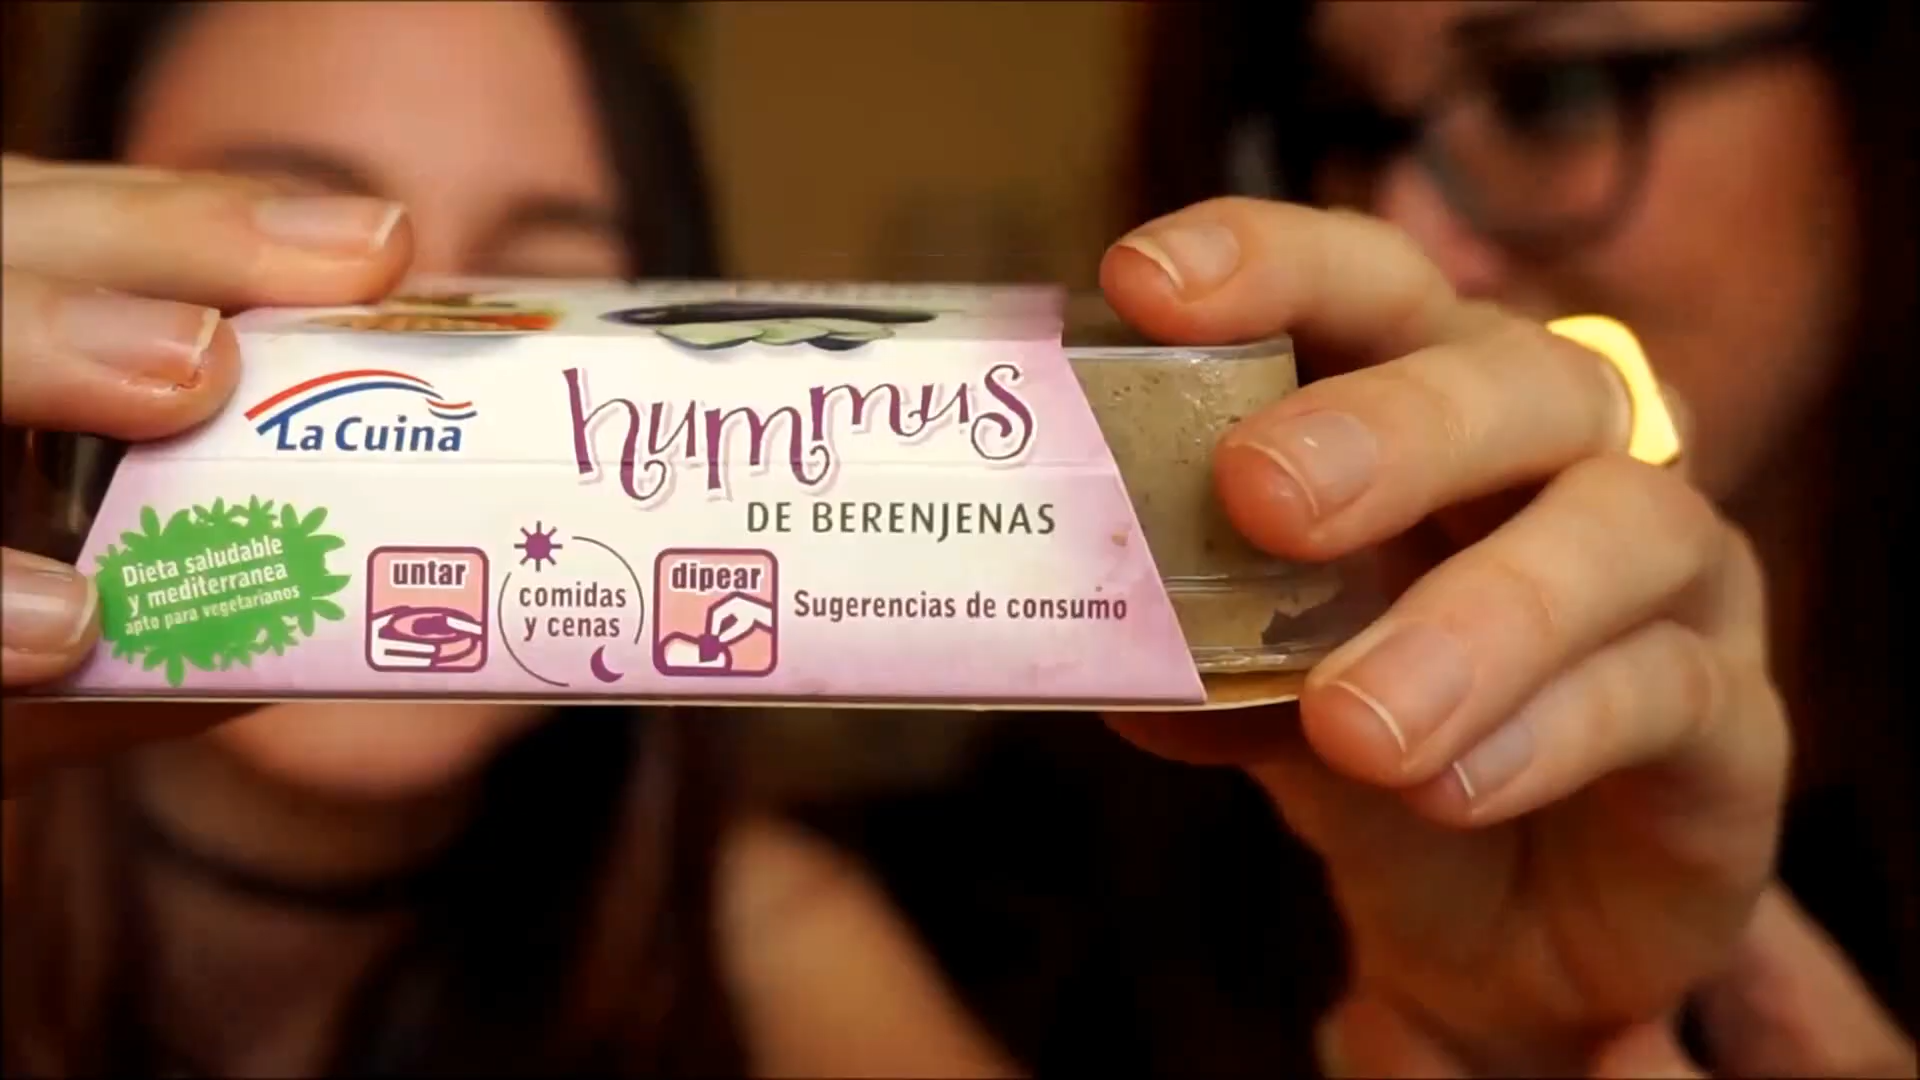 La Cuina
hummus
DE BERENJENAS
Dieta saludable
y mediterranea
apto para vegetarianos
untar
comidas
y cenas
dipear
Sugerencias de consumo